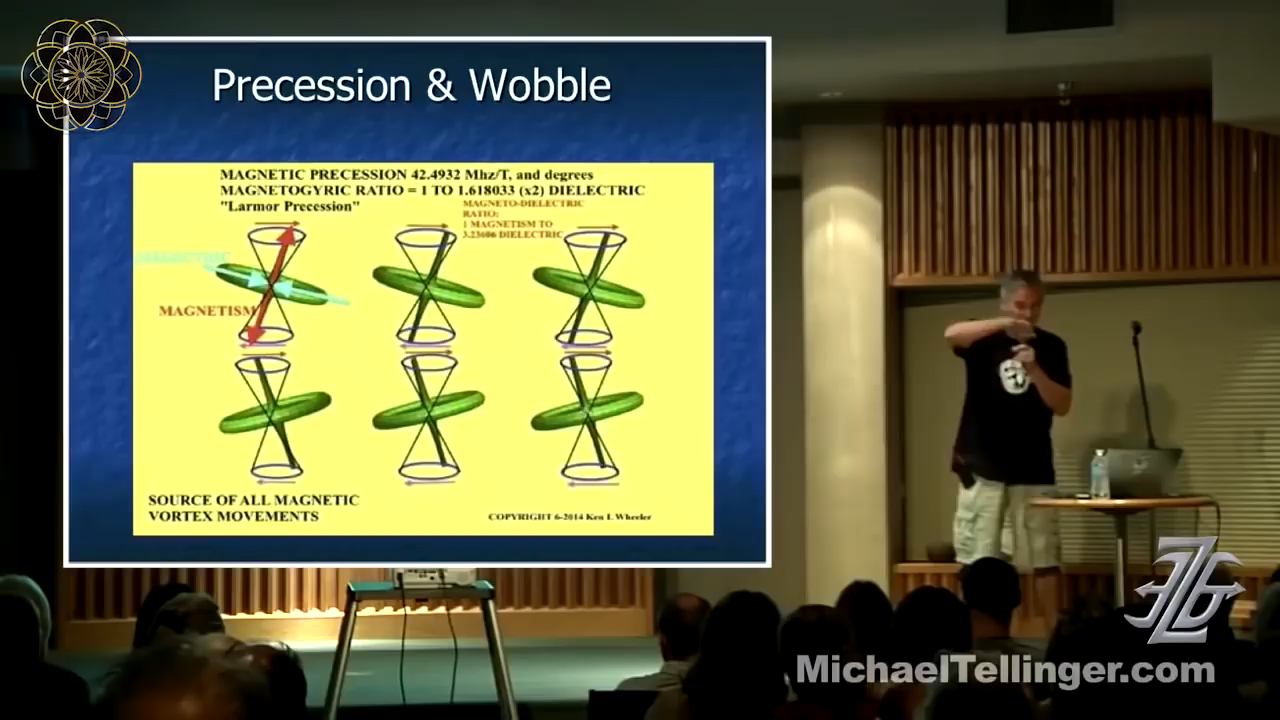 Precession & Wobble
MAGNETIC PRECESSION 42.4932 Mhz/T, and degrees
MAGNETOGYRIC RATIO = 1 TO 1.618033 (x2) DIELECTRIC
"Larmor Precession"
MAGNETO-DIELECTRIC
RATIO:
1 MAGNETISM TO
3.23606 DIELECTRIC
MAGNETISM
SOURCE OF ALL MAGNETIC
VORTEX MOVEMENTS
COPYRIGHT 6-2014 Ken L Wheeler
MichaelTellinger.com